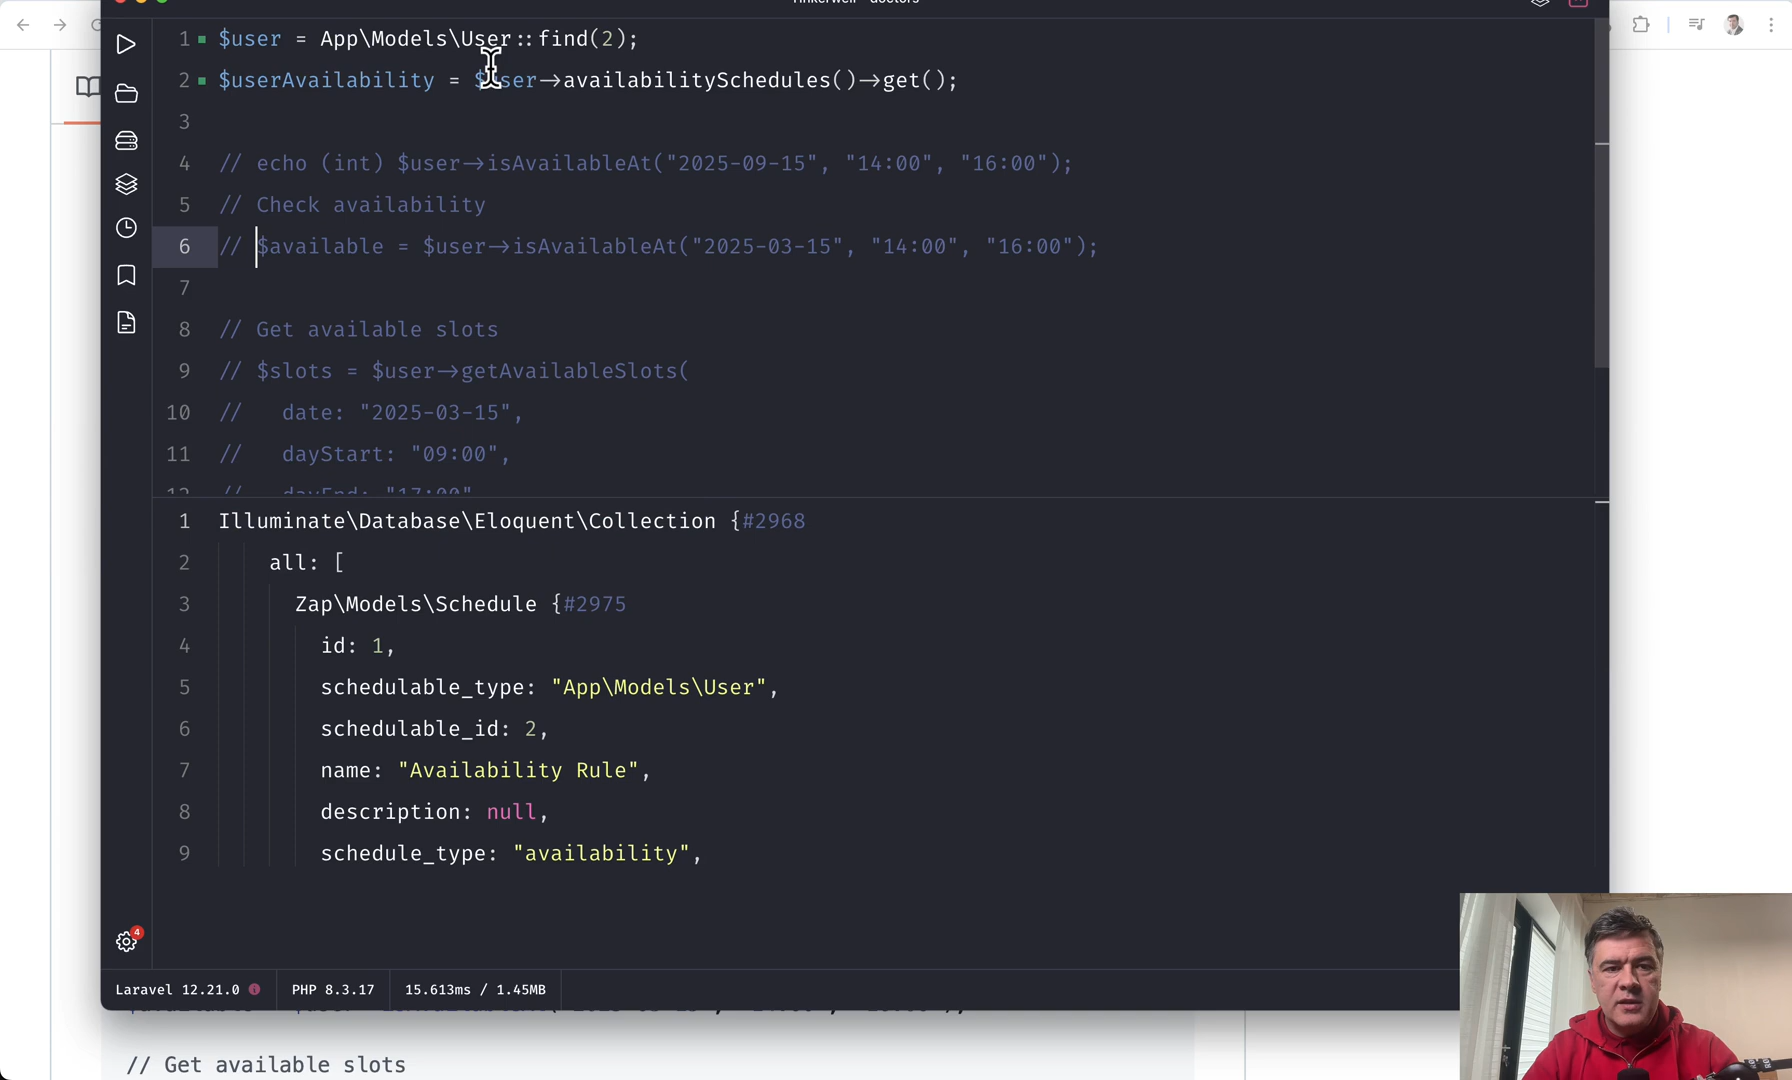 1 $user = App\Models\User::find(2);
2 $userAvailability = $user->availabilitySchedules()->get();
3
4 // echo (int) $user->isAvailableAt("2025-09-15", "14:00", "16:00");
5 // Check availability
6 // $available = $user->isAvailableAt("2025-03-15", "14:00", "16:00");
7
8 // Get available slots
9 // $slots = $user->getAvailableSlots(
10 // date: "2025-03-15",
11 // dayStart: "09:00",
12 // dayEnd: "17:00"
1 Illuminate\Database\Eloquent\Collection {#2968
2 all: [
3 Zap\Models\Schedule {#2975
4 id: 1,
5 schedulable_type: "App\Models\User",
6 schedulable_id: 2,
7 name: "Availability Rule",
8 description: null,
9 schedule_type: "availability",
4
Laravel 12.21.0 PHP 8.3.17 15.613ms / 1.45MB
// Get available slots